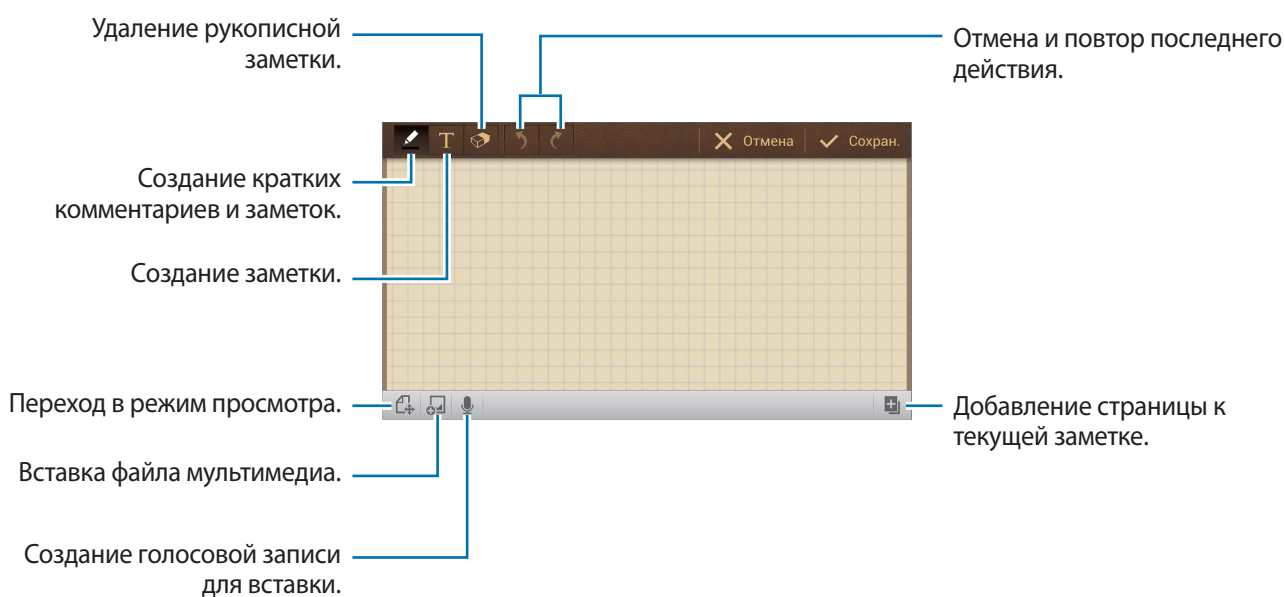 Удаление рукописной
заметки.
Отмена и повтор последнего
действия.
T
Отмена
Сохран.
Создание кратких
комментариев и заметок.
Создание заметки.
Переход в режим просмотра.
Добавление страницы к
текущей заметке.
Вставка файла мультимедиа.
Создание голосовой записи
для вставки.